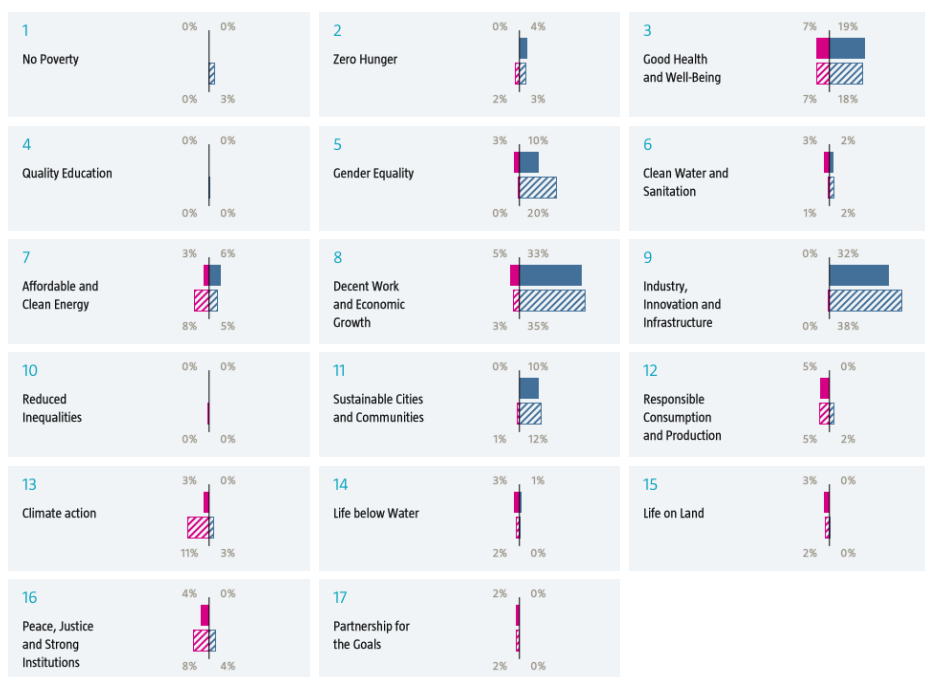 1
0% 0%
No Poverty
0% 3%
2
0% 4%
Zero Hunger
2% 3%
3
7% 19%
Good Health
and Well-Being
7% 18%
4
0% 0%
Quality Education
0% 0%
5
3% 10%
Gender Equality
0% 20%
6
3% 2%
Clean Water and
Sanitation
1% 2%
7
3% 6%
Affordable and
Clean Energy
8% 5%
8
5% 33%
Decent Work
and Economic
Growth
3% 35%
9
0% 32%
Industry,
Innovation and
Infrastructure
0% 38%
10
0% 0%
Reduced
Inequalities
0% 0%
11
0% 10%
Sustainable Cities
and Communities
1% 12%
12
5% 0%
Responsible
Consumption
and Production
5% 2%
13
3% 0%
Climate action
11% 3%
14
3% 1%
Life below Water
2% 0%
15
3% 0%
Life on Land
2% 0%
16
4% 0%
Peace, Justice
and Strong
Institutions
8% 4%
17
2% 0%
Partnership for
the Goals
2% 0%